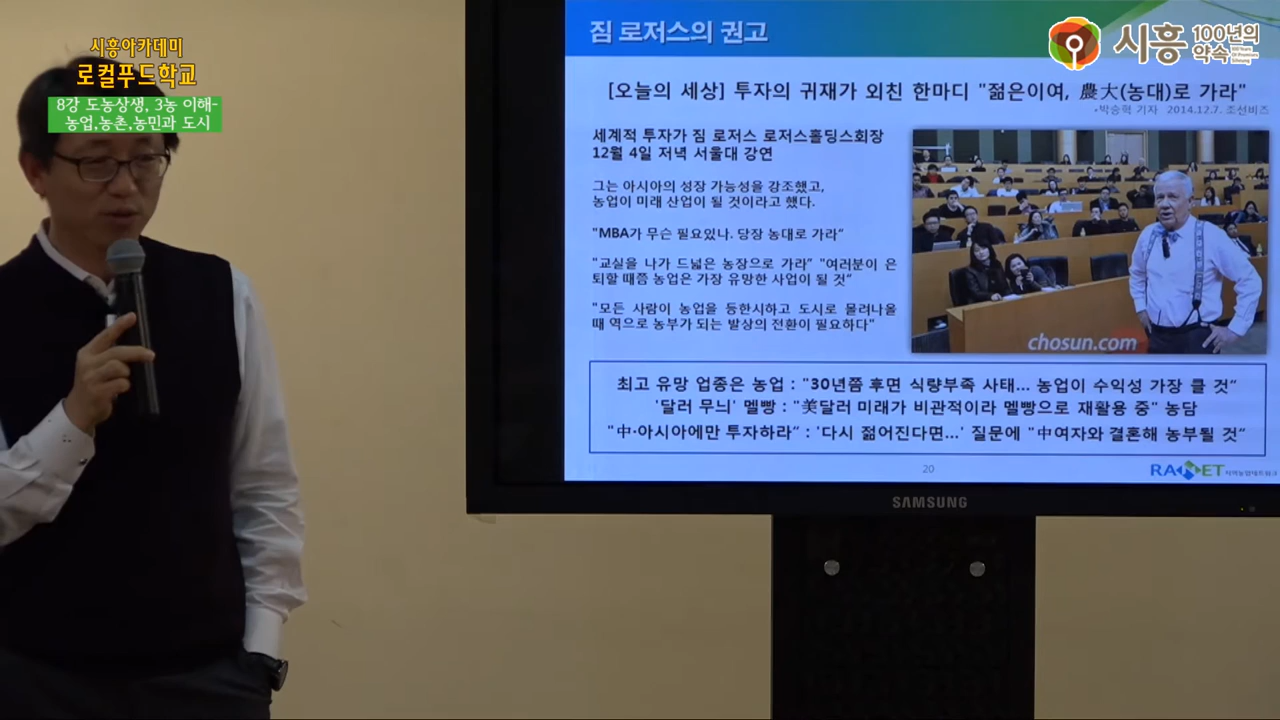 시흥아카데미
로컬푸드학교
8강 도농상생, 3농 이해-
농업,농촌,농민과 도시
시흥 100년의
약속
짐 로저스의 권고
[오늘의 세상] 투자의 귀재가 외친 한마디 "젊은이여, 農大(농대)로 가라"
-박승혁 기자 2014.12.7. 조선비즈
세계적 투자가 짐 로저스 로저스홀딩스회장
12월 4일 저녁 서울대 강연
그는 아시아의 성장 가능성을 강조했고,
농업이 미래 산업이 될 것이라고 했다.
"MBA가 무슨 필요있나. 당장 농대로 가라"
"교실을 나가 드넓은 농장으로 가라" "여러분이 은
퇴할 때쯤 농업은 가장 유망한 사업이 될 것"
"모든 사람이 농업을 등한시하고 도시로 몰려나올
때 역으로 농부가 되는 발상의 전환이 필요하다"
chosun.com
최고 유망 업종은 농업 : "30년쯤 후면 식량부족 사태... 농업이 수익성 가장 클 것"
'달러 무늬' 멜빵 : "美달러 미래가 비관적이라 멜빵으로 재활용 중" 농담
"中·아시아에만 투자하라" : '다시 젊어진다면...' 질문에 "中여자와 결혼해 농부될 것"
20
SAMSUNG